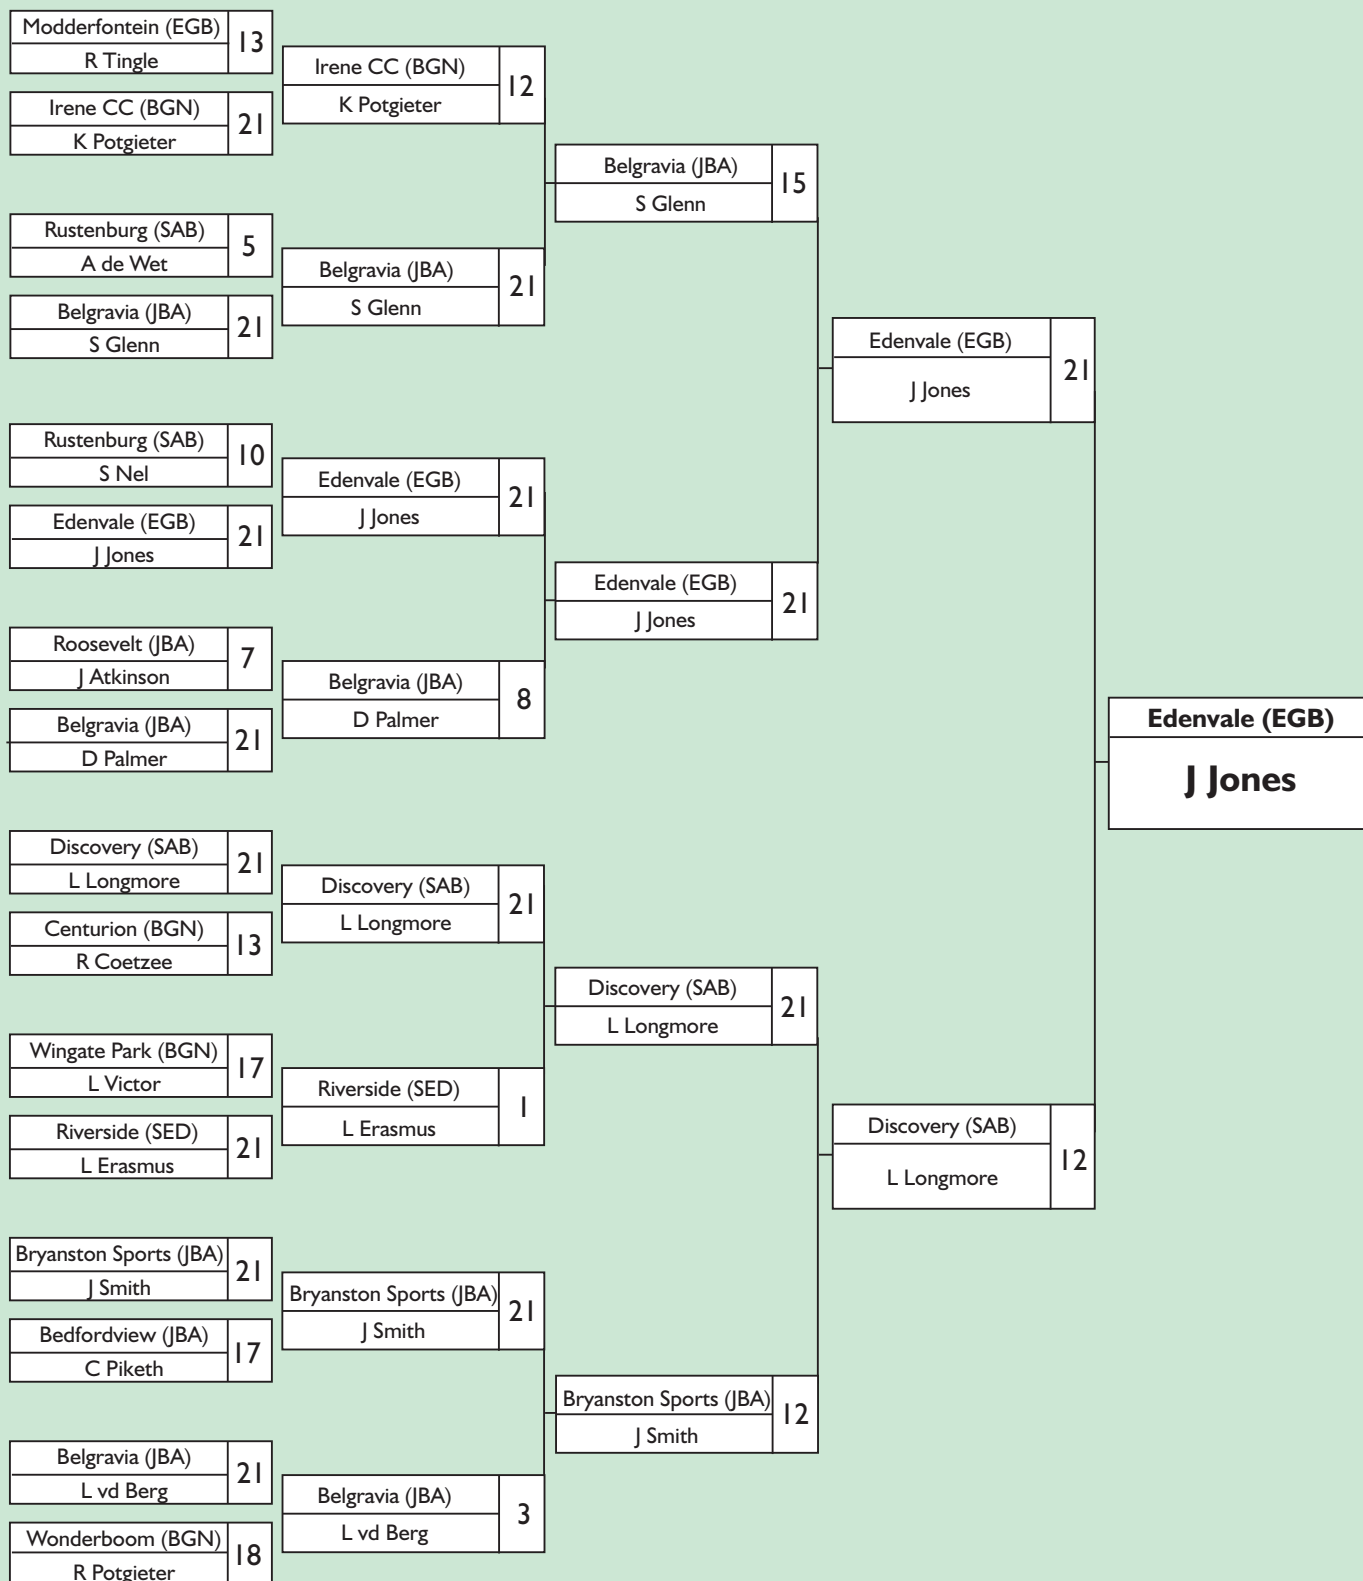 Modderfontein (EGB)
13
R Tingle
Irene CC (BGN)
21
K Potgieter
Rustenburg (SAB)
5
A de Wet
Belgravia (JBA)
21
S Glenn
Rustenburg (SAB)
10
S Nel
Edenvale (EGB)
21
J Jones
Roosevelt (JBA)
7
J Atkinson
Belgravia (JBA)
21
D Palmer
Discovery (SAB)
21
L Longmore
Centurion (BGN)
13
R Coetzee
Wingate Park (BGN)
17
L Victor
Riverside (SED)
21
L Erasmus
Bryanston Sports (JBA)
21
J Smith
Bedfordview (JBA)
17
C Piketh
Belgravia (JBA)
21
L vd Berg
Wonderboom (BGN)
18
R Potgieter
Irene CC (BGN)
12
K Potgieter
Belgravia (JBA)
21
S Glenn
Edenvale (EGB)
21
J Jones
Belgravia (JBA)
8
D Palmer
Discovery (SAB)
21
L Longmore
Riverside (SED)
1
L Erasmus
Bryanston Sports (JBA)
21
J Smith
Belgravia (JBA)
3
L vd Berg
Belgravia (JBA)
15
S Glenn
Edenvale (EGB)
21
J Jones
Discovery (SAB)
21
L Longmore
Bryanston Sports (JBA)
12
J Smith
Edenvale (EGB)
21
J Jones
Discovery (SAB)
12
L Longmore
Edenvale (EGB)
J Jones